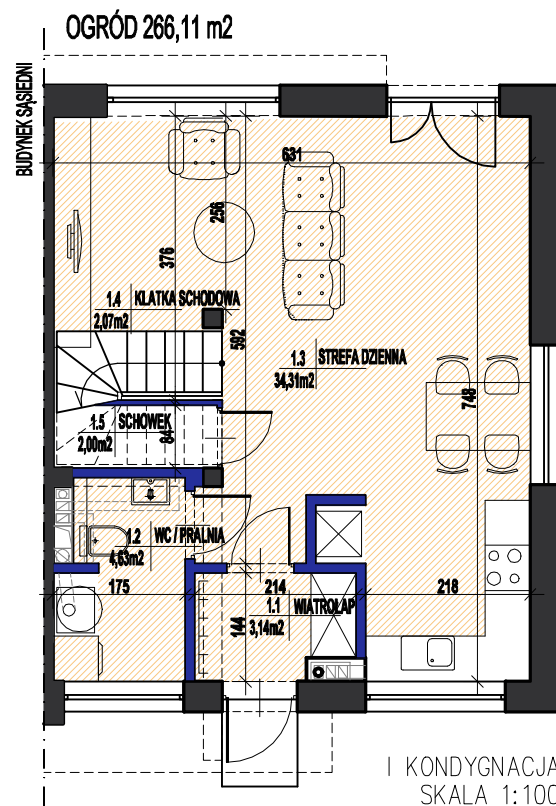 OGRÓD 266,11 m2
BUDYNEK SĄSIEDNI
631
256
376
1.4 KLATKA SCHODOWA
2,07m2
592
1.3 STREFA DZIENNA
34,31m2
748
1.5 SCHOWEK
2,00m2
84
1.2 WC / PRALNIA
4,63m2
175
214
218
1.1 WIATROŁAP
3,14m2
144
I KONDYGNACJA
SKALA 1:100